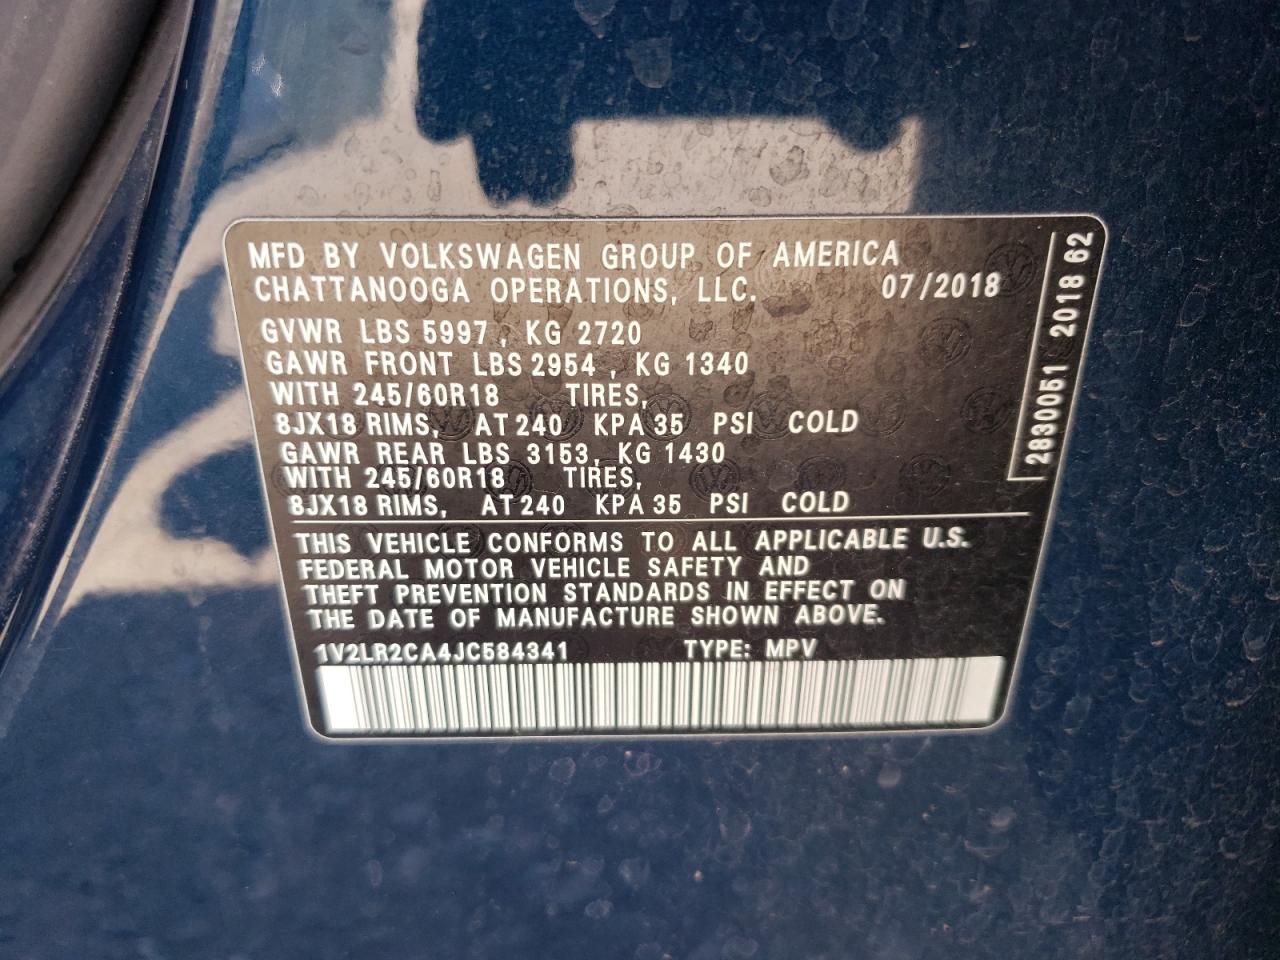 MFD BY VOLKSWAGEN GROUP OF AMERICA
CHATTANOOGA OPERATIONS, LLC. 07/2018
GVWR LBS 5997, KG 2720
GAWR FRONT LBS 2954, KG 1340
WITH 245/60R18 TIRES,
8JX18 RIMS, AT 240 KPA 35 PSI COLD
GAWR REAR LBS 3153, KG 1430
WITH 245/60R18 TIRES,
8JX18 RIMS, AT 240 KPA 35 PSI COLD
THIS VEHICLE CONFORMS TO ALL APPLICABLE U.S.
FEDERAL MOTOR VEHICLE SAFETY AND
THEFT PREVENTION STANDARDS IN EFFECT ON
THE DATE OF MANUFACTURE SHOWN ABOVE.
1V2LR2CA4JC584341 TYPE: MPV
2830051 2018 62